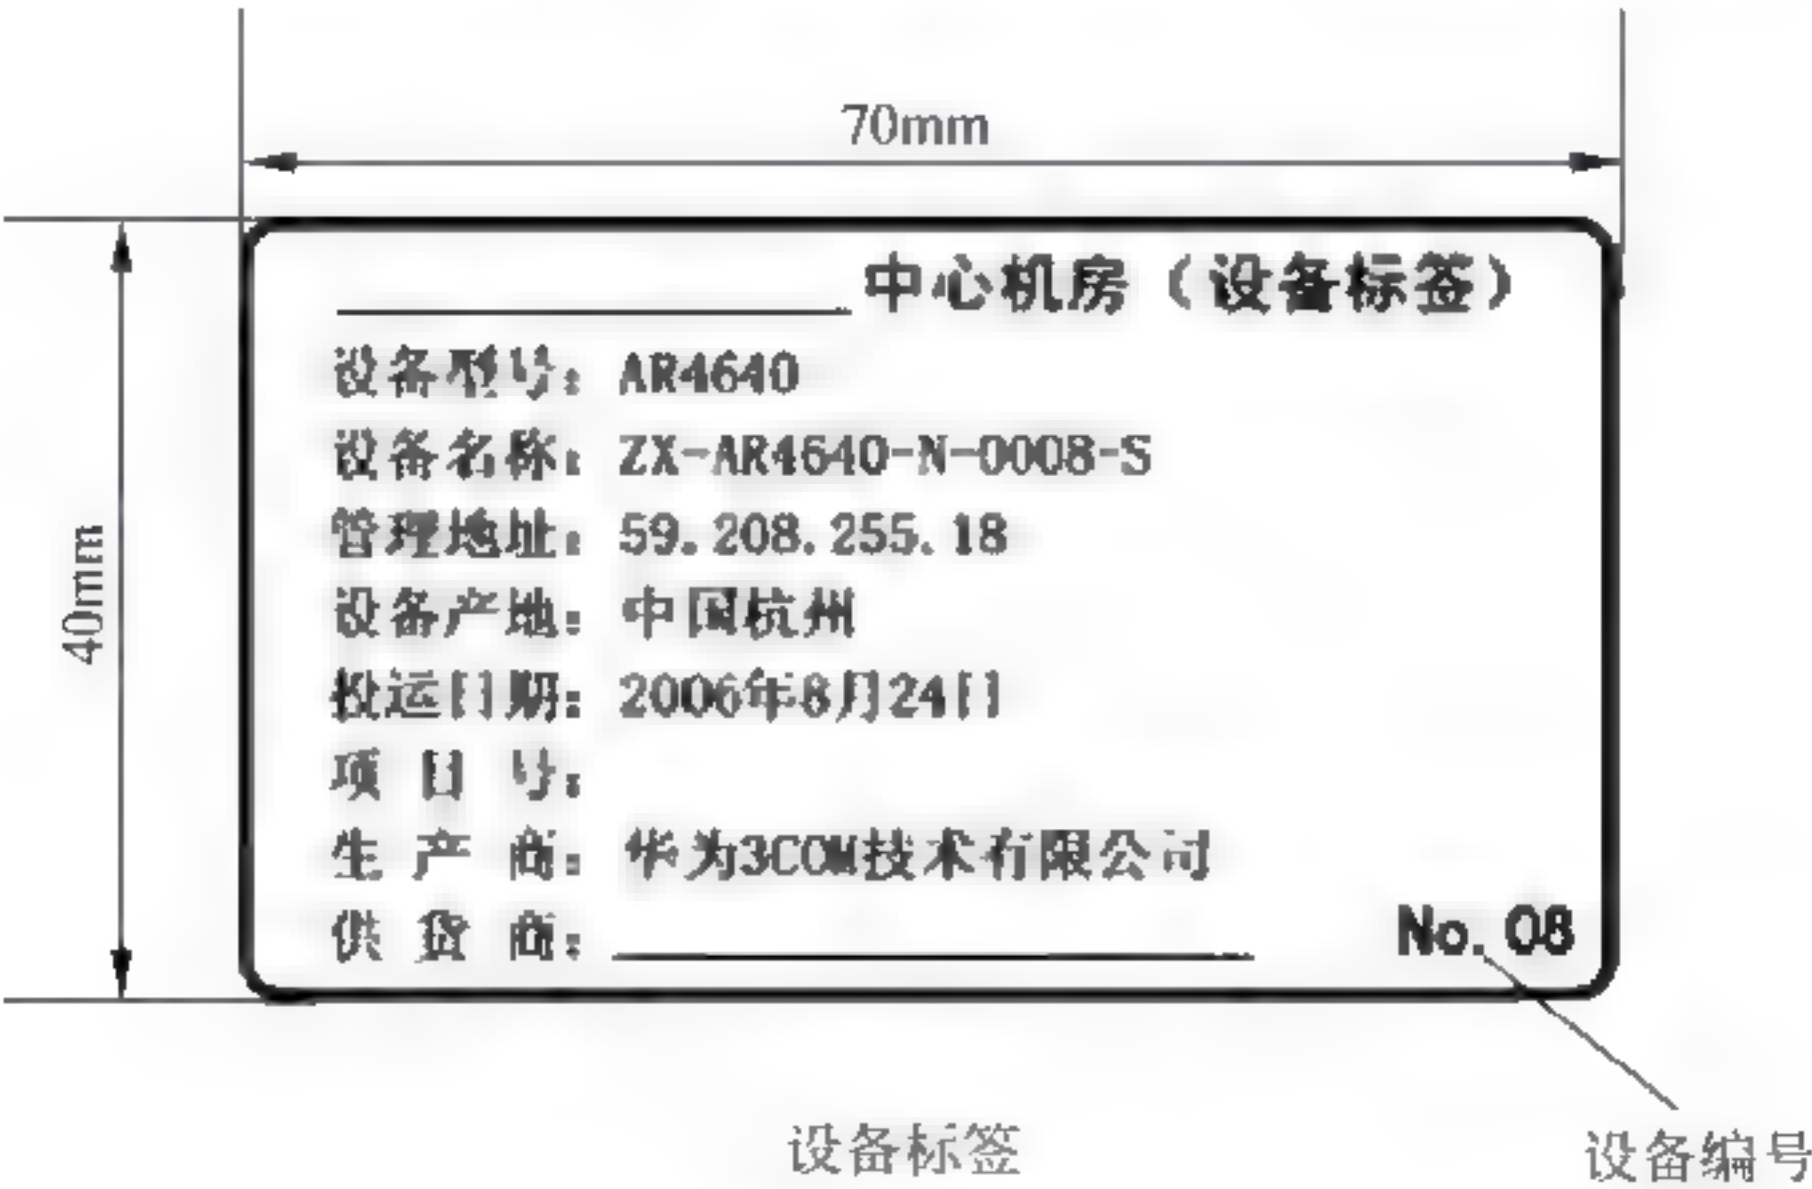 70mm
40mm
中心机房（设备标签）
设备型号：AR4640
设备名称：ZX-AR4640-N-0008-S
管理地址：59.208.255.18
设备产地：中国杭州
投运日期：2006年8月24日
项目号：
生产商：华为3COM技术有限公司
供货商：
No.08
设备标签
设备编号